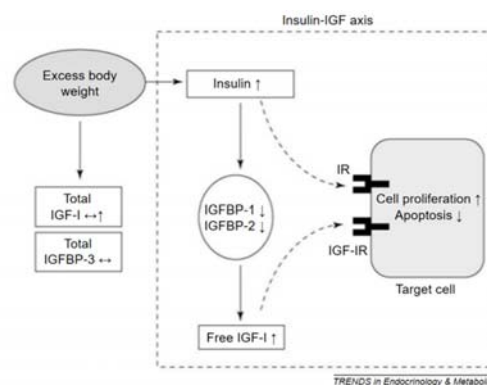 Insulin-IGF axis
Excess body
weight
Insulin ↑
Total
IGF-I ↔↑
Total
IGFBP-3 ↔
IGFBP-1 ↓
IGFBP-2 ↓
Free IGF-I ↑
IR
Cell proliferation ↑
Apoptosis ↓
IGF-IR
Target cell
TRENDS in Endocrinology & Metabolis